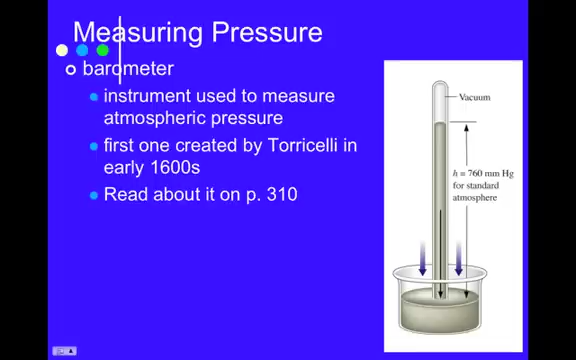 Measuring Pressure
barometer
instrument used to measure
atmospheric pressure
first one created by Torricelli in
early 1600s
Read about it on p. 310
Vacuum
h = 760 mm Hg
for standard
atmosphere